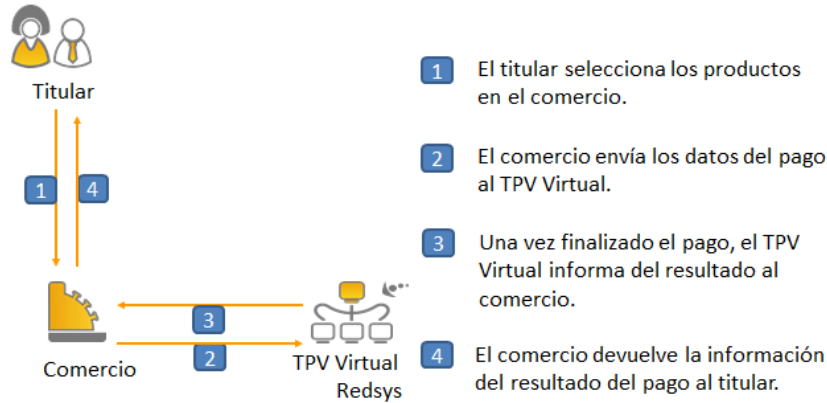 Titular
1
4
3
2
Comercio
TPV Virtual
Redsys
1
El titular selecciona los productos
en el comercio.
2
El comercio envía los datos del pago
al TPV Virtual.
3
Una vez finalizado el pago, el TPV
Virtual informa del resultado al
comercio.
4
El comercio devuelve la información
del resultado del pago al titular.